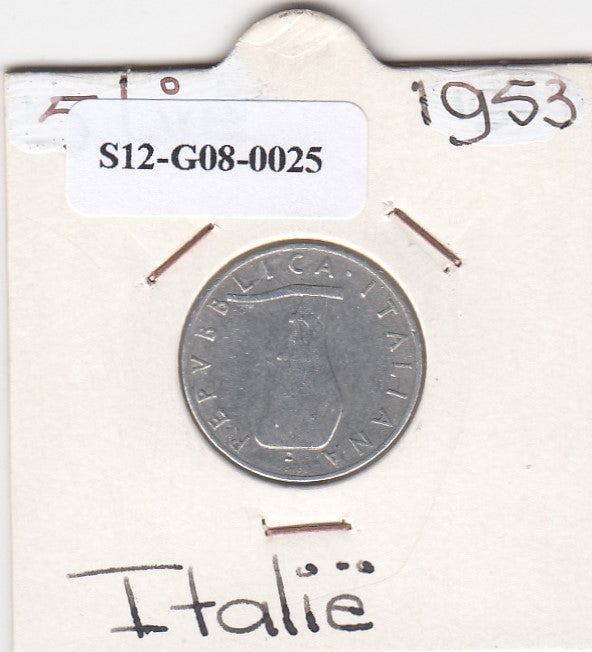 1953
S12-G08-0025
REPVBBLICA · ITALIANA
Italië